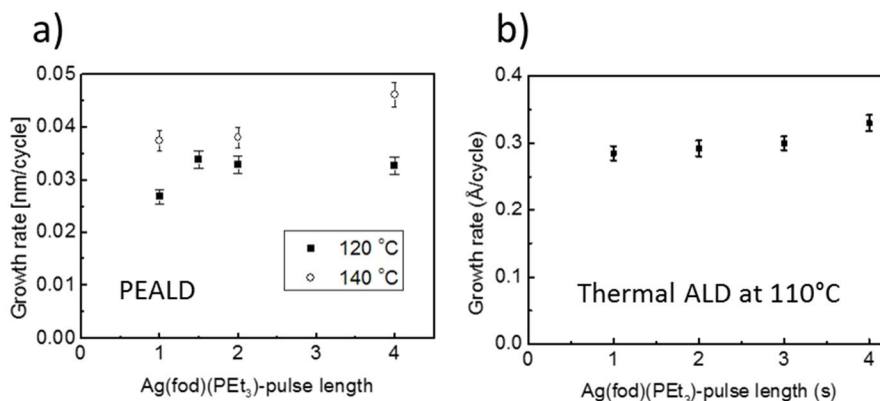 a)
0.05
0.04
0.03
0.02
0.01
0.00
Growth rate [nm/cycle]
120 °C
140 °C
PEALD
0 1 2 3 4
Ag(fod)(PEt₃)-pulse length
b)
0.4
0.3
0.2
0.1
0.0
Growth rate (Å/cycle)
Thermal ALD at 110°C
0 1 2 3 4
Ag(fod)(PEt₃)-pulse length (s)